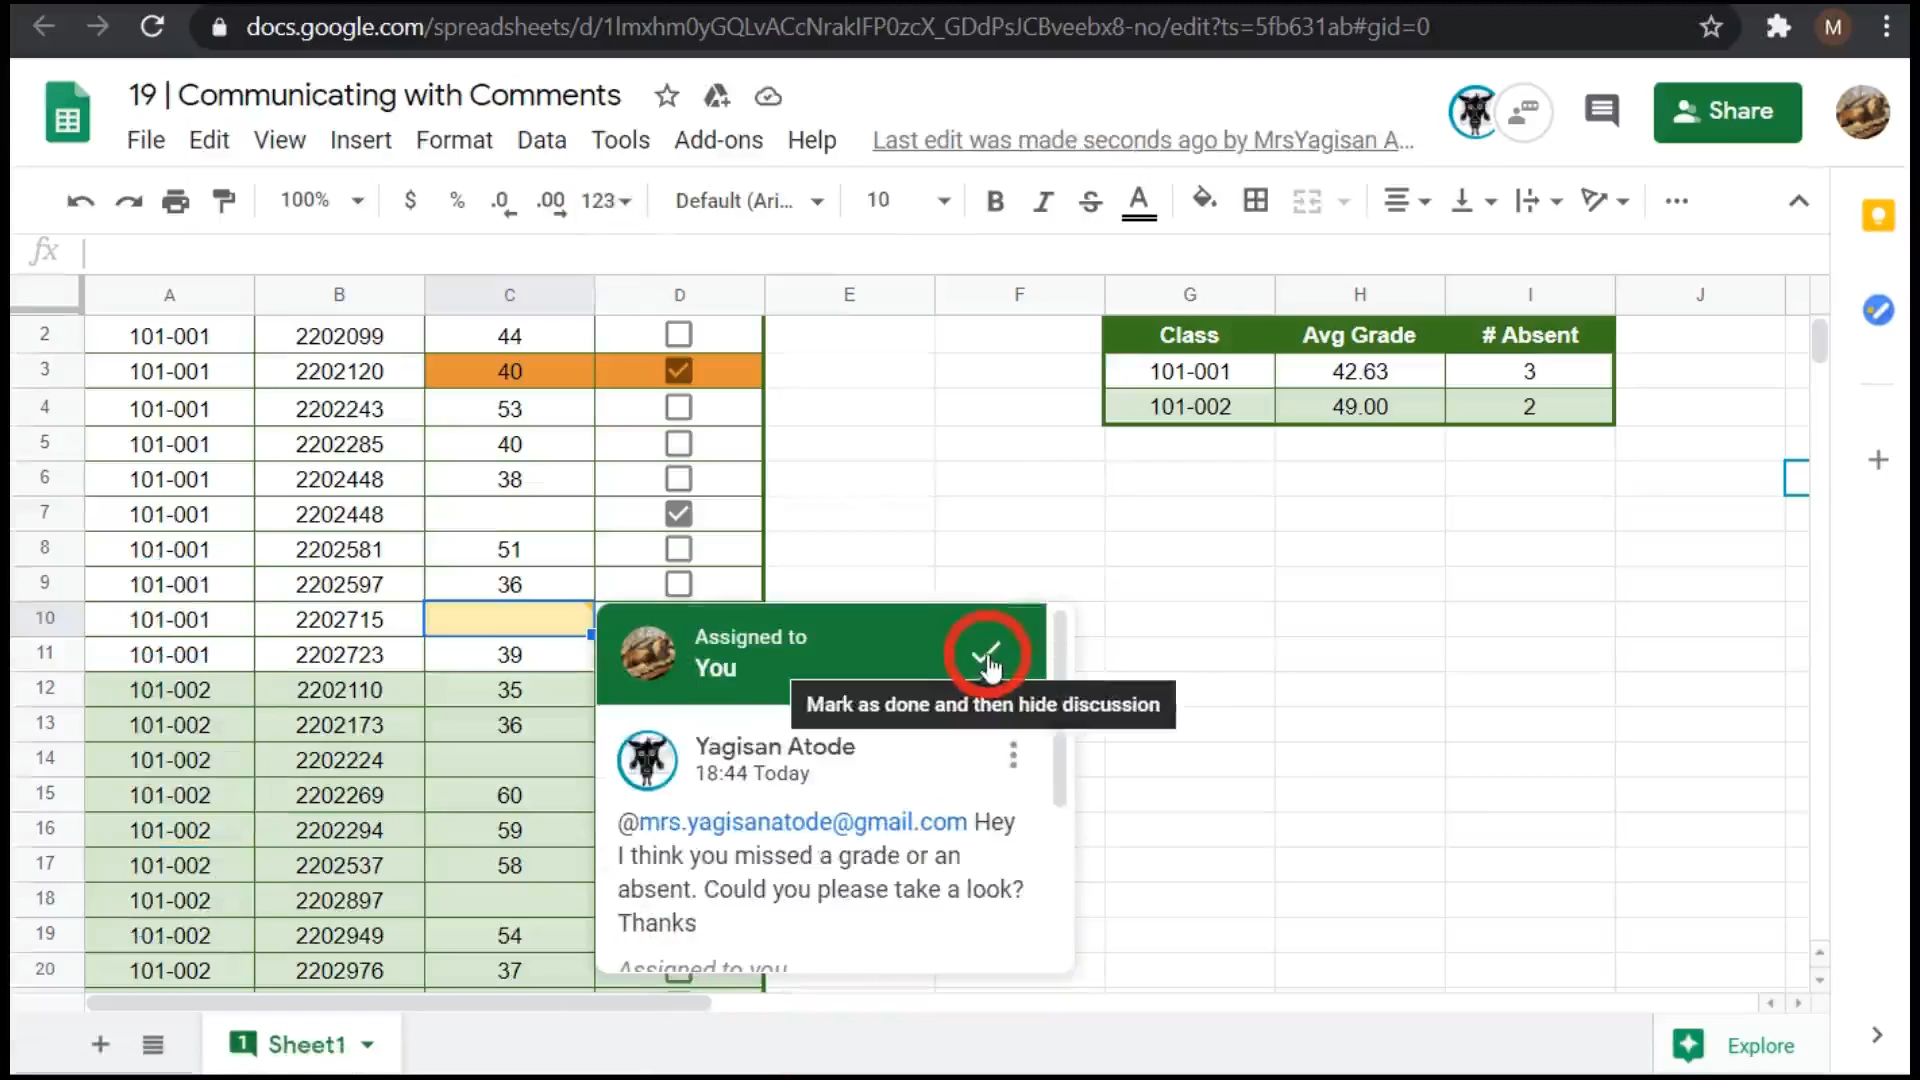 docs.google.com/spreadsheets/d/1lmxhm0yGQLvACcNraklFP0zcX_GDdPsJCBveebx8-no/edit?ts=5fb631ab#gid=0 M
19 | Communicating with Comments
Share
File Edit View Insert Format Data Tools Add-ons Help Last edit was made seconds ago by MrsYagisan A...
100% $ % .0 .00 123 Default (Ari... 10 B I S A ...
fx
A B C D E F G H I J
2 101-001 2202099 44 Class Avg Grade # Absent
3 101-001 2202120 40 101-001 42.63 3
4 101-001 2202243 53 101-002 49.00 2
5 101-001 2202285 40
6 101-001 2202448 38
7 101-001 2202448
8 101-001 2202581 51
9 101-001 2202597 36
10 101-001 2202715
11 101-001 2202723 39
12 101-002 2202110 35
13 101-002 2202173 36
14 101-002 2202224
15 101-002 2202269 60
16 101-002 2202294 59
17 101-002 2202537 58
18 101-002 2202897
19 101-002 2202949 54
20 101-002 2202976 37
Assigned to
You
Mark as done and then hide discussion
Yagisan Atode
18:44 Today
@mrs.yagisanatode@gmail.com Hey
I think you missed a grade or an
absent. Could you please take a look?
Thanks
Assigned to you
1 Sheet1
Explore